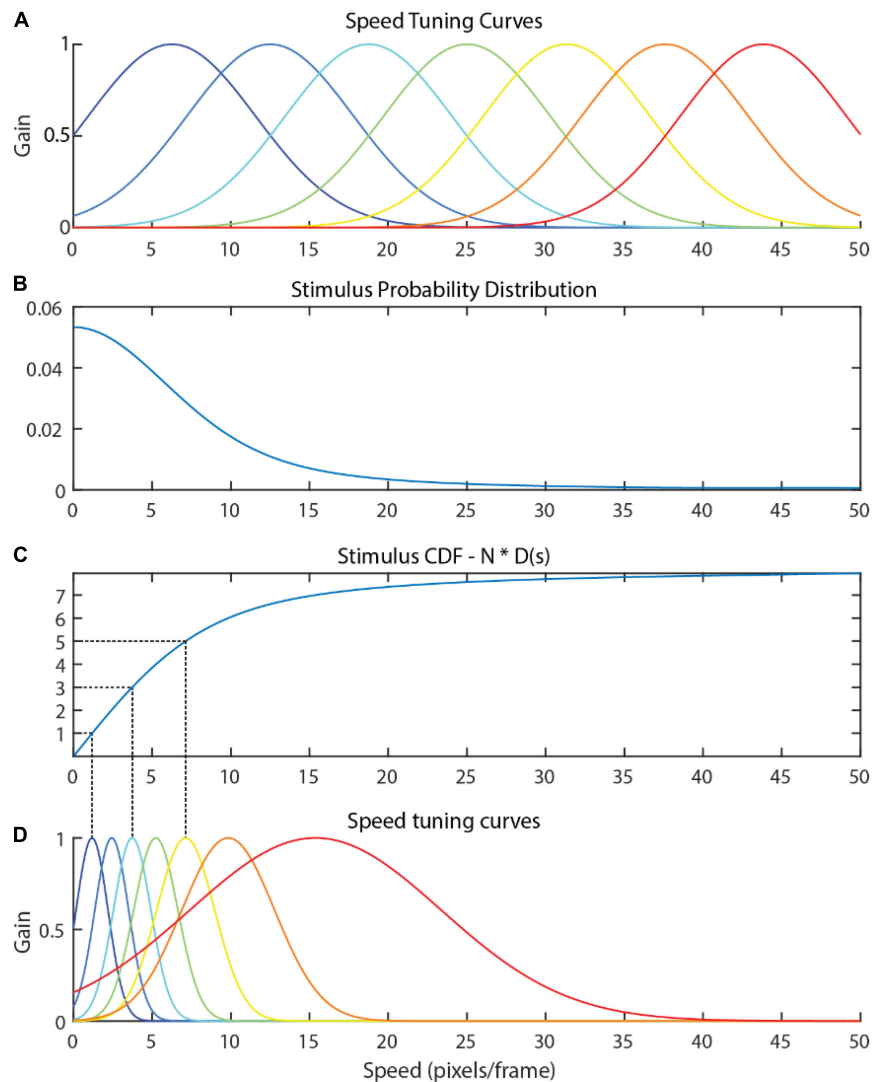 A
Speed Tuning Curves
1
0.5
0
Gain
0 5 10 15 20 25 30 35 40 45 50
B
Stimulus Probability Distribution
0.06
0.04
0.02
0
0 5 10 15 20 25 30 35 40 45 50
C
Stimulus CDF - N * D(s)
7
6
5
4
3
2
1
0 5 10 15 20 25 30 35 40 45 50
D
Speed tuning curves
1
0.5
0
Gain
0 5 10 15 20 25 30 35 40 45 50
Speed (pixels/frame)